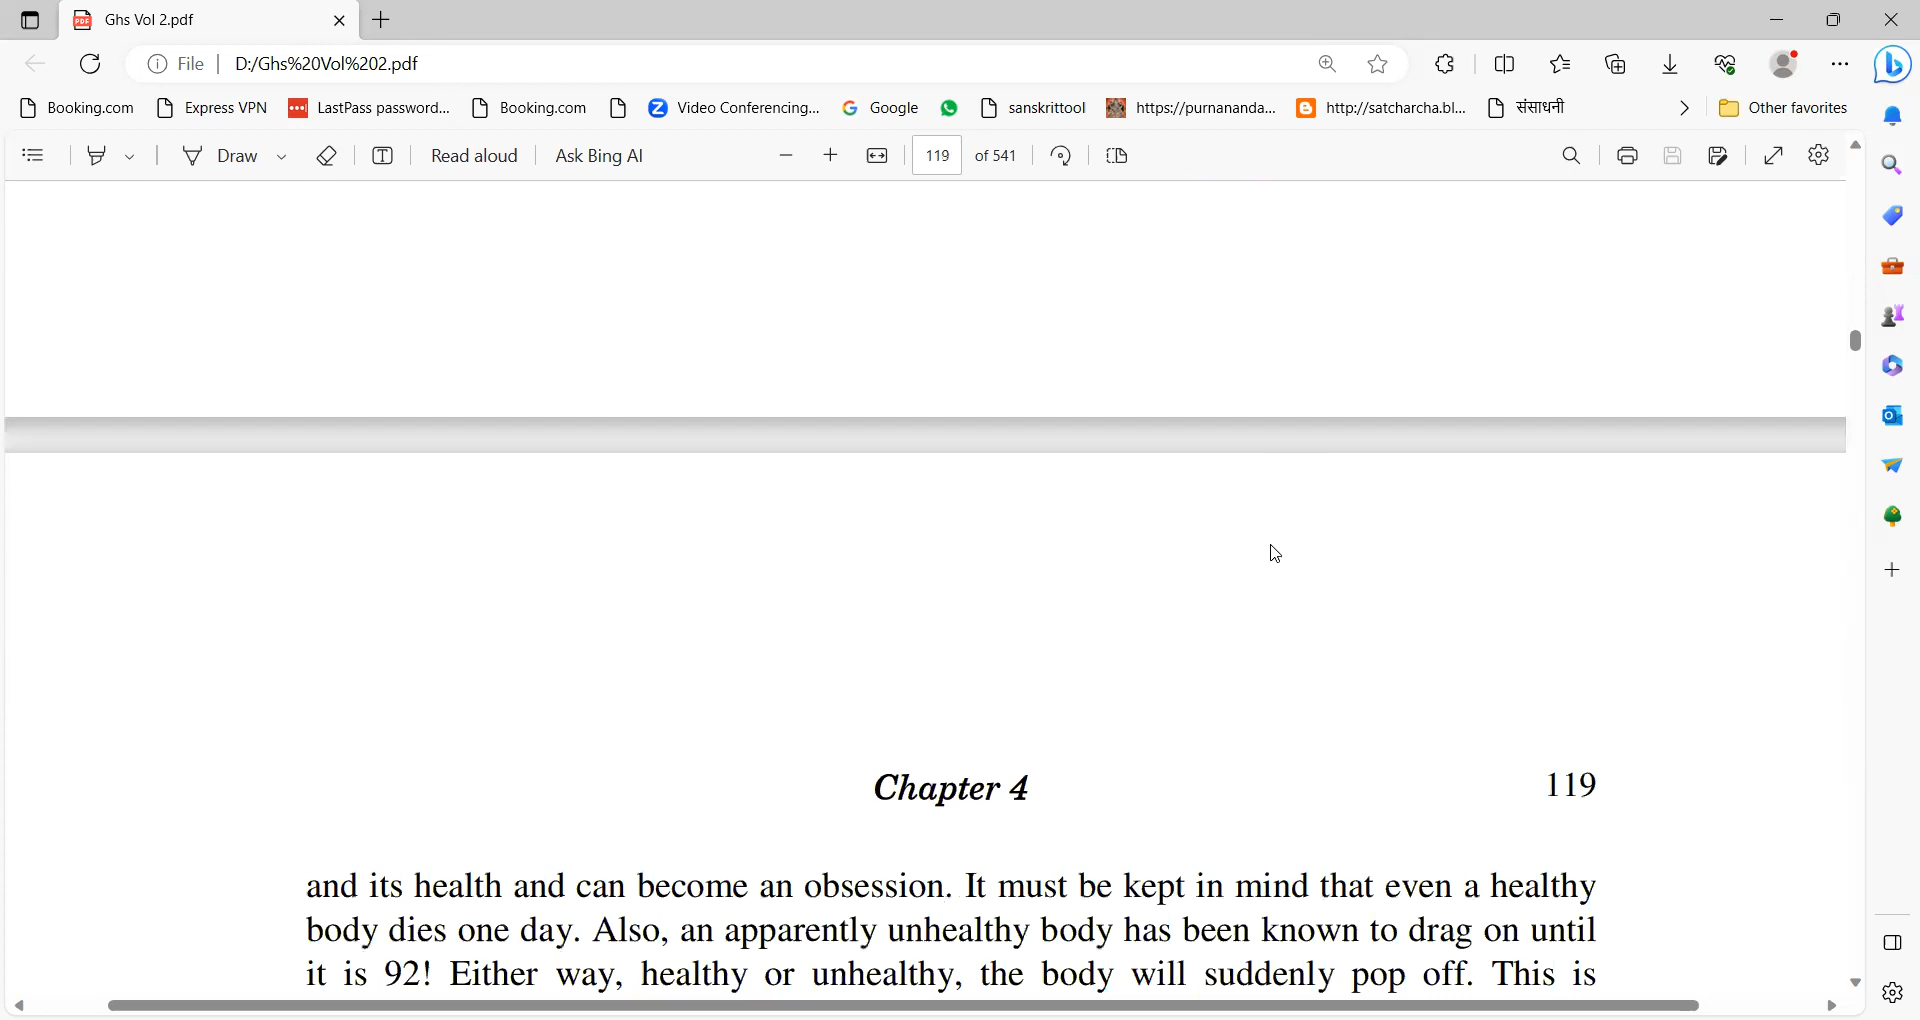 Ghs Vol 2.pdf
File
D:/Ghs%20Vol%202.pdf
Booking.com
Express VPN
LastPass password...
Booking.com
Video Conferencing...
Google
sanskrittool
https://purnananda...
http://satcharcha.bl...
संसाधनी
Other favorites
Draw
Read aloud
Ask Bing AI
119
of 541
Chapter 4
119
and its health and can become an obsession. It must be kept in mind that even a healthy
body dies one day. Also, an apparently unhealthy body has been known to drag on until
it is 92! Either way, healthy or unhealthy, the body will suddenly pop off. This is